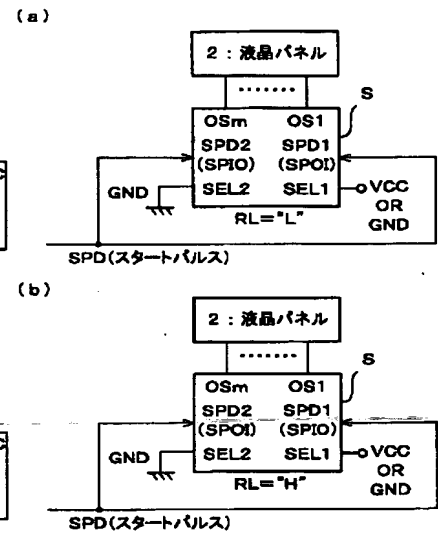 (a)
2:液晶パネル
S
OSm OS1
SPD2 SPD1
(SPIO) (SPOI)
GND SEL2 SEL1 VCC
OR
GND
RL="L"
SPD(スタートパルス)
(b)
2:液晶パネル
S
OSm OS1
SPD2 SPD1
(SPOI) (SPIO)
GND SEL2 SEL1 VCC
OR
GND
RL="H"
SPD(スタートパルス)